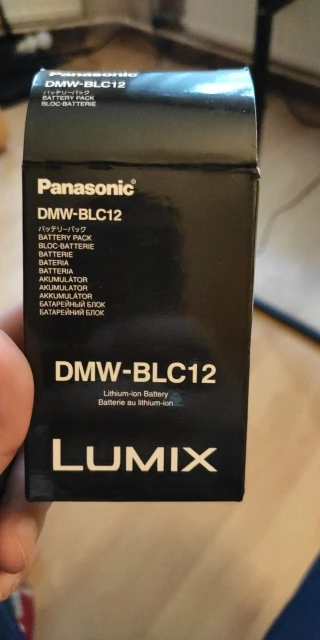 Panasonic
DMW-BLC12
バッテリーパック
BATTERY PACK
BLOC-BATTERIE
Panasonic®
DMW-BLC12
バッテリーパック
BATTERY PACK
BLOC-BATTERIE
BATTERIE
BATERIA
BATTERIA
AKUMULÁTOR
AKUMULATOR
AKKUMULÁTOR
БАТАРЕЙНЫЙ БЛОК
БАТАРЕЙНИЙ БЛОК
DMW-BLC12
Lithium-ion Battery
Batterie au lithium-ion
LUMIX